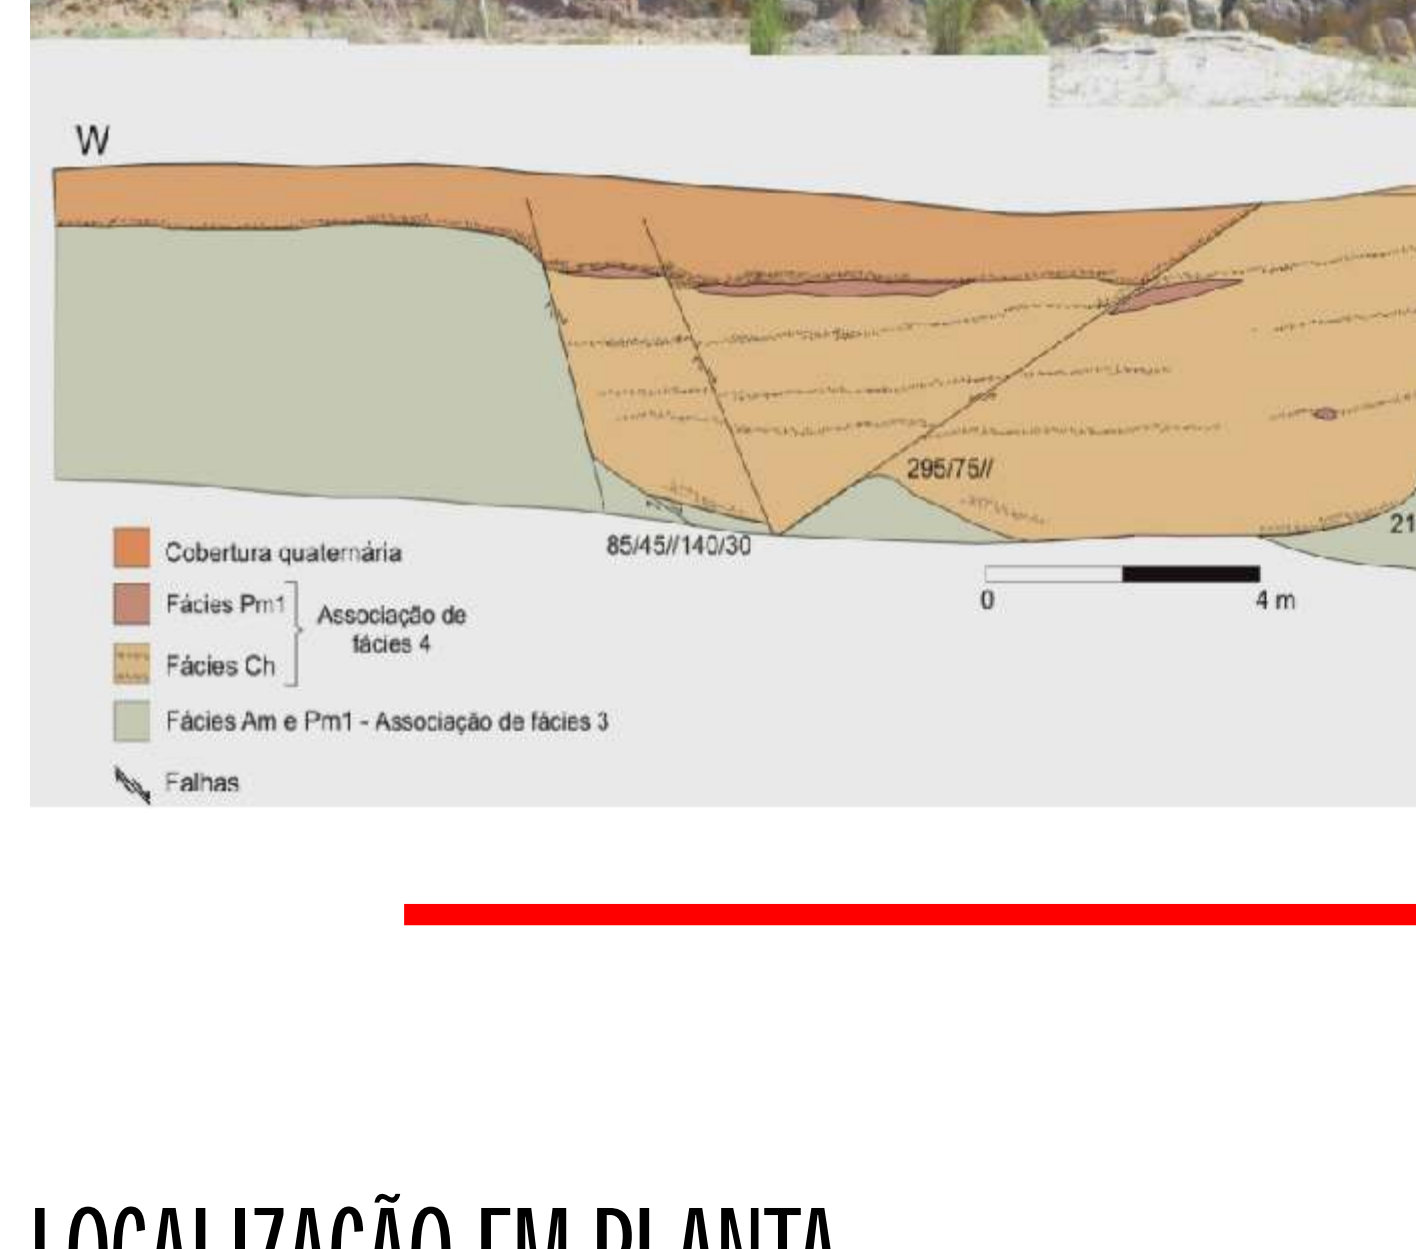 W
295/75//
21
85/45//140/30
0 4 m
Cobertura quaternária
Fácies Pm1
Associação de
fácies 4
Fácies Ch
Fácies Am e Pm1 - Associação de fácies 3
Falhas
LOCALIZAÇÃO EM PLANTA